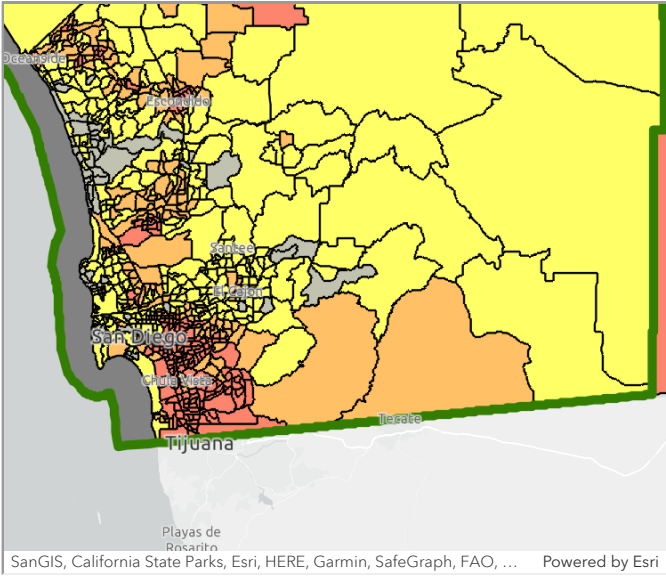 Oceanside
Escondido
Santee
El Cajon
San Diego
Chula Vista
Tecate
Tijuana
Playas de
Rosarito
SanGIS, California State Parks, Esri, HERE, Garmin, SafeGraph, FAO, … Powered by Esri